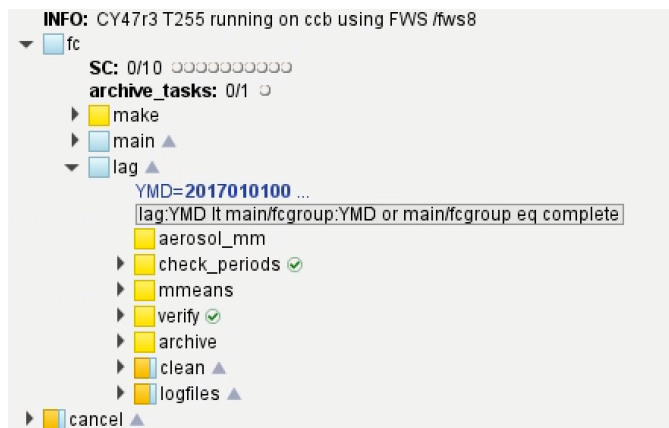 INFO: CY47r3 T255 running on ccb using FWS /fws8
fc
SC: 0/10
archive_tasks: 0/1
make
main
lag
YMD=2017010100 ...
lag:YMD lt main/fcgroup:YMD or main/fcgroup eq complete
aerosol_mm
check_periods
mmeans
verify
archive
clean
logfiles
cancel